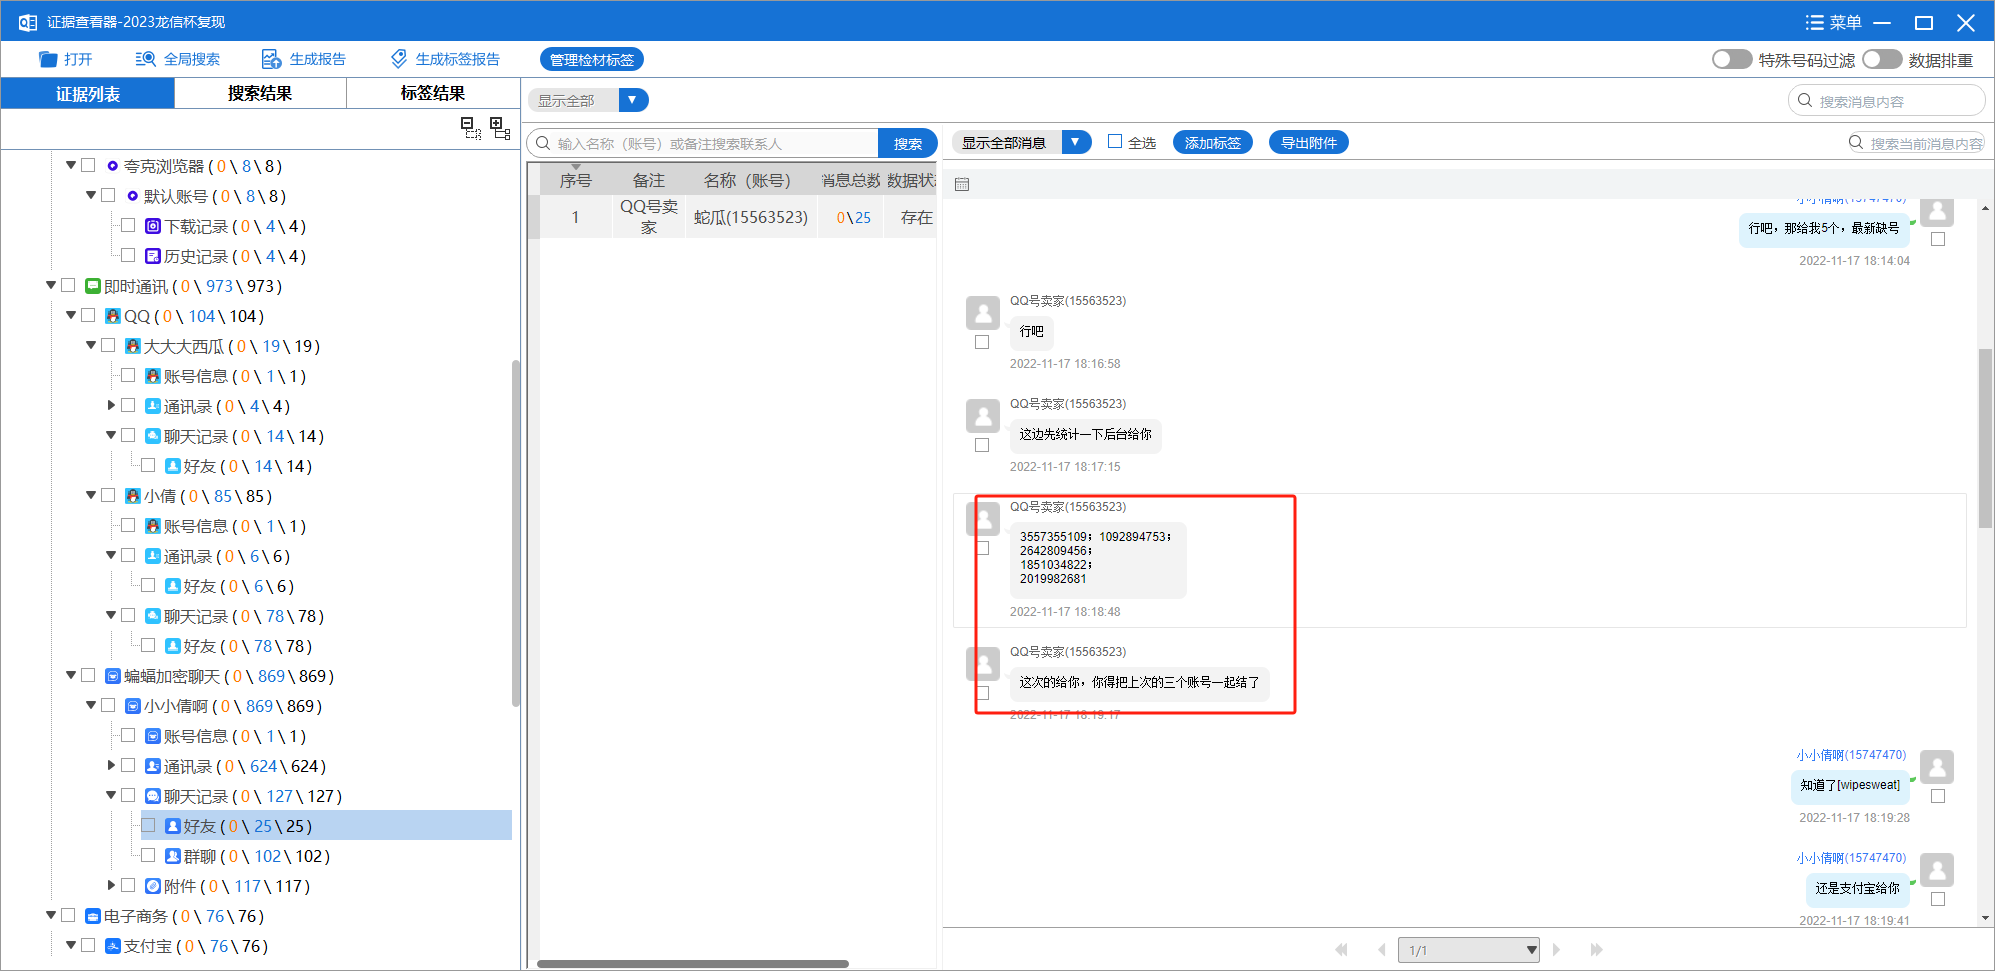 证据查看器-2023龙信杯复现
菜单
打开
全局搜索
生成报告
生成标签报告
管理检材标签
特殊号码过滤
数据排重
证据列表
搜索结果
标签结果
夸克浏览器 ( 0 \ 8 \ 8 )
默认账号 ( 0 \ 8 \ 8 )
下载记录 ( 0 \ 4 \ 4 )
历史记录 ( 0 \ 4 \ 4 )
即时通讯 ( 0 \ 973 \ 973 )
QQ ( 0 \ 104 \ 104 )
大大大西瓜 ( 0 \ 19 \ 19 )
账号信息 ( 0 \ 1 \ 1 )
通讯录 ( 0 \ 4 \ 4 )
聊天记录 ( 0 \ 14 \ 14 )
好友 ( 0 \ 14 \ 14 )
小倩 ( 0 \ 85 \ 85 )
账号信息 ( 0 \ 1 \ 1 )
通讯录 ( 0 \ 6 \ 6 )
好友 ( 0 \ 6 \ 6 )
聊天记录 ( 0 \ 78 \ 78 )
好友 ( 0 \ 78 \ 78 )
蝙蝠加密聊天 ( 0 \ 869 \ 869 )
小小倩啊 ( 0 \ 869 \ 869 )
账号信息 ( 0 \ 1 \ 1 )
通讯录 ( 0 \ 624 \ 624 )
聊天记录 ( 0 \ 127 \ 127 )
好友 ( 0 \ 25 \ 25 )
群聊 ( 0 \ 102 \ 102 )
附件 ( 0 \ 117 \ 117 )
电子商务 ( 0 \ 76 \ 76 )
支付宝 ( 0 \ 76 \ 76 )
显示全部
搜索消息内容
输入名称（账号）或备注搜索联系人
搜索
序号 备注 名称（账号） 消息总数 数据状态
1 QQ号卖家 蛇瓜(15563523) 0\25 存在
显示全部消息
全选
添加标签
导出附件
搜索当前消息内容
小小倩啊(15747470)
行吧，那给我5个，最新缺号
2022-11-17 18:14:04
QQ号卖家(15563523)
行吧
2022-11-17 18:16:58
QQ号卖家(15563523)
这边先统计一下后台给你
2022-11-17 18:17:15
QQ号卖家(15563523)
3557355109；1092894753；
2642809456；
1851034822；
2019982681
2022-11-17 18:18:48
QQ号卖家(15563523)
这次的给你，你得把上次的三个账号一起结了
2022-11-17 18:19:17
小小倩啊(15747470)
知道了[wipesweat]
2022-11-17 18:19:28
小小倩啊(15747470)
还是支付宝给你
2022-11-17 18:19:41
1/1